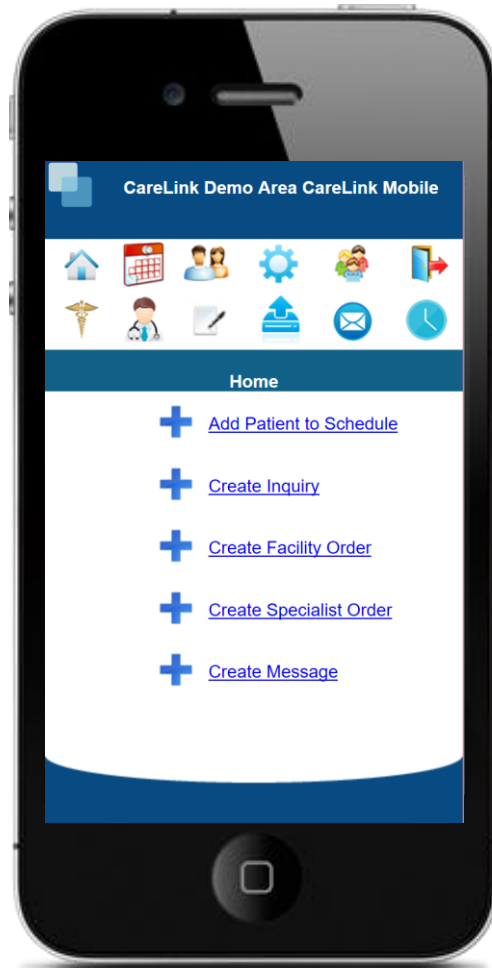 CareLink Demo Area CareLink Mobile
Home
Add Patient to Schedule
Create Inquiry
Create Facility Order
Create Specialist Order
Create Message